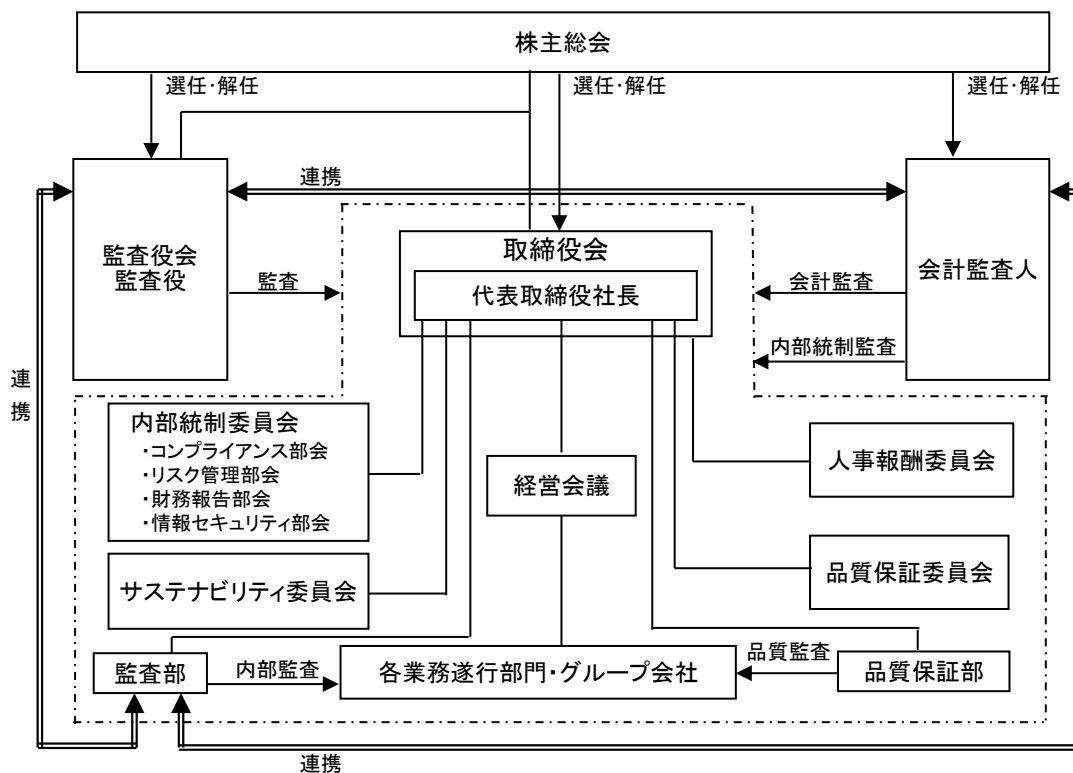 株主総会
選任・解任
選任・解任
選任・解任
連携
監査役会
監査役
取締役会
代表取締役社長
会計監査人
監査
会計監査
内部統制監査
連
携
内部統制委員会
・コンプライアンス部会
・リスク管理部会
・財務報告部会
・情報セキュリティ部会
経営会議
人事報酬委員会
サステナビリティ委員会
品質保証委員会
監査部
内部監査
各業務遂行部門・グループ会社
品質監査
品質保証部
連携